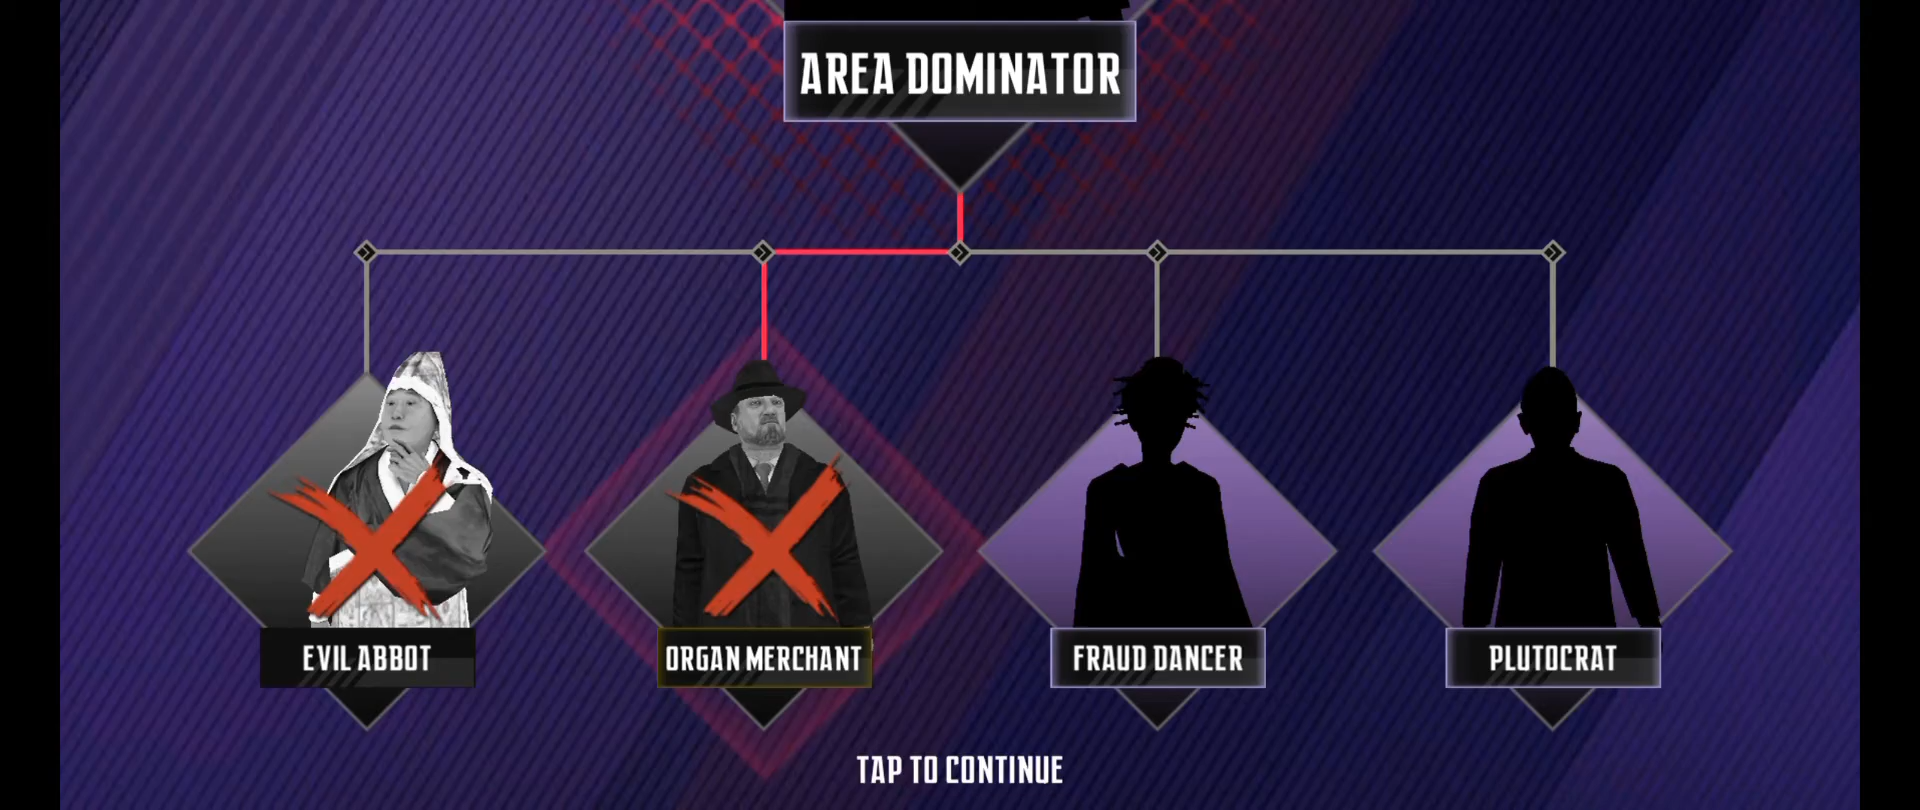 AREA DOMINATOR
EVIL ABBOT
ORGAN MERCHANT
FRAUD DANCER
PLUTOCRAT
TAP TO CONTINUE